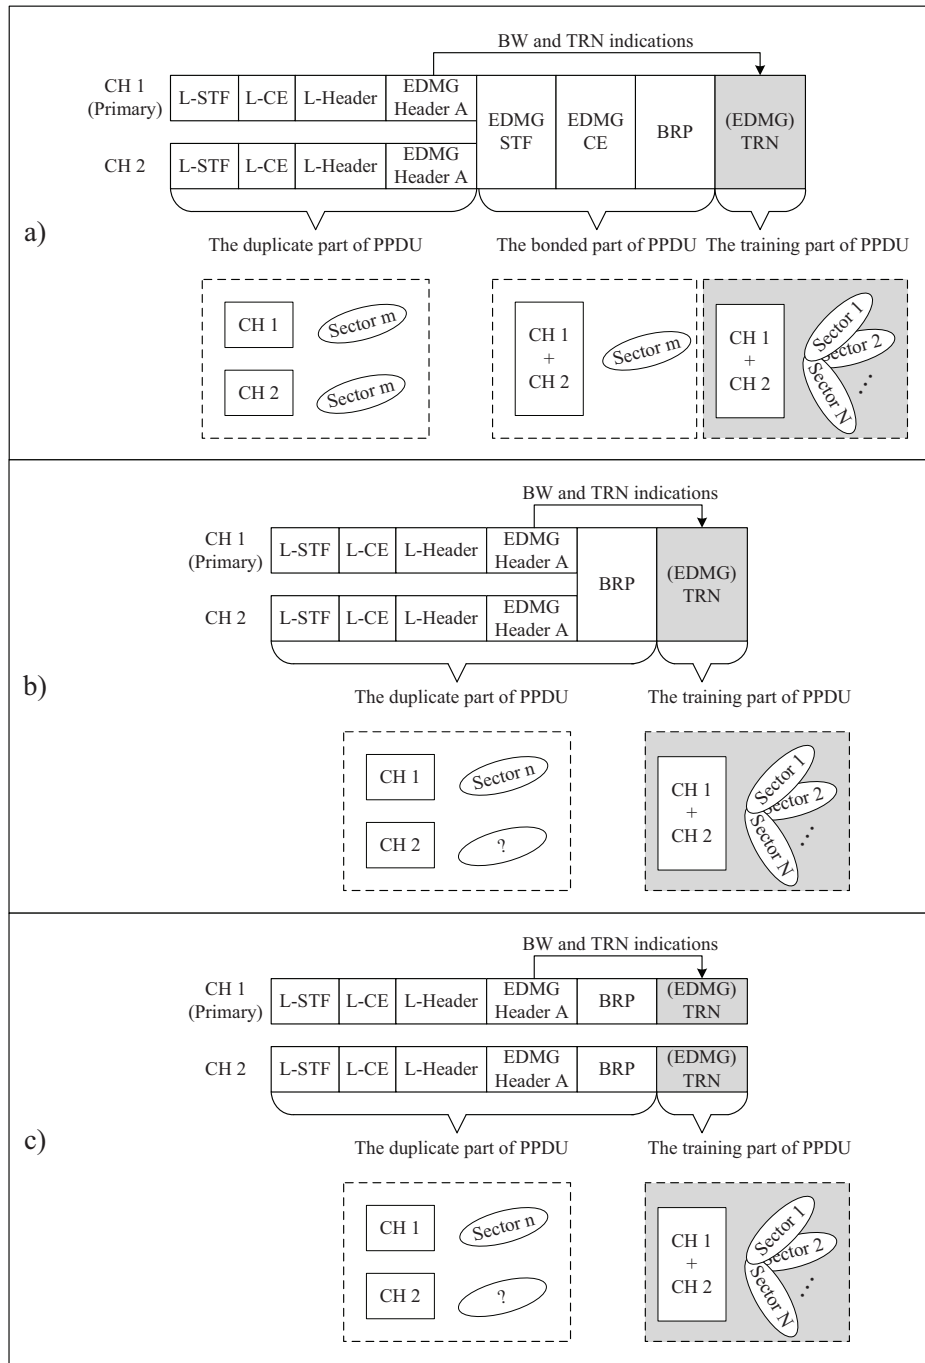 BW and TRN indications
CH 1
(Primary)
L-STF L-CE L-Header EDMG
Header A
EDMG
STF
EDMG
CE
BRP
(EDMG)
TRN
CH 2
L-STF L-CE L-Header EDMG
Header A
a)
The duplicate part of PPDU The bonded part of PPDU The training part of PPDU
CH 1 Sector m
CH 2 Sector m
CH 1
+
CH 2
Sector m
CH 1
+
CH 2
Sector 1
Sector 2
Sector N
...
BW and TRN indications
CH 1
(Primary)
L-STF L-CE L-Header EDMG
Header A
BRP
(EDMG)
TRN
CH 2
L-STF L-CE L-Header EDMG
Header A
b)
The duplicate part of PPDU The training part of PPDU
CH 1 Sector n
CH 2 ?
CH 1
+
CH 2
Sector 1
Sector 2
Sector N
...
BW and TRN indications
CH 1
(Primary)
L-STF L-CE L-Header EDMG
Header A
BRP
(EDMG)
TRN
CH 2
L-STF L-CE L-Header EDMG
Header A
BRP
(EDMG)
TRN
c)
The duplicate part of PPDU The training part of PPDU
CH 1 Sector n
CH 2 ?
CH 1
+
CH 2
Sector 1
Sector 2
Sector N
...